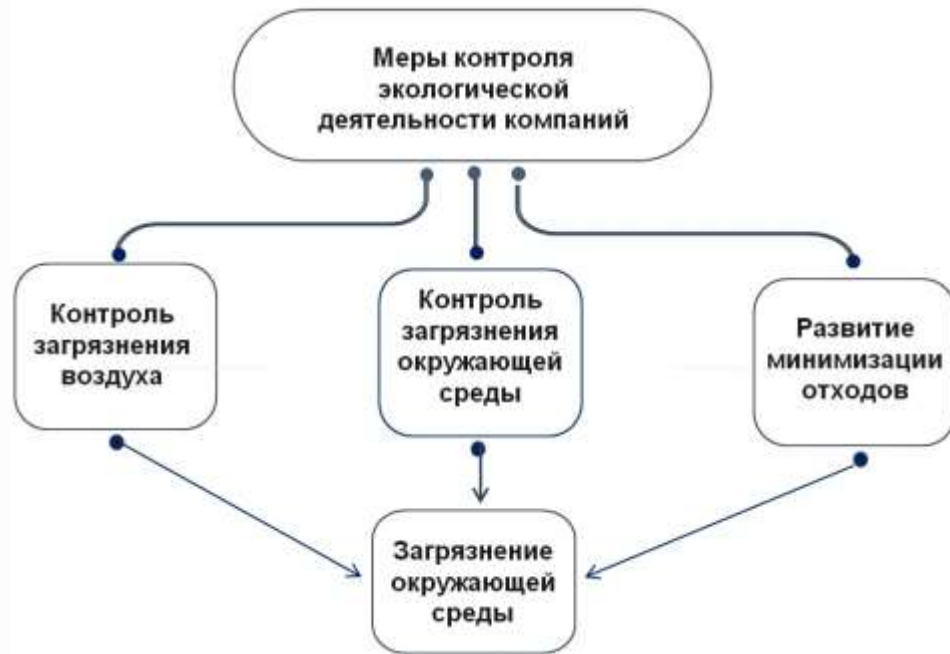 Меры контроля
экологической
деятельности компаний
Контроль
загрязнения
воздуха
Контроль
загрязнения
окружающей
среды
Развитие
минимизации
отходов
Загрязнение
окружающей
среды